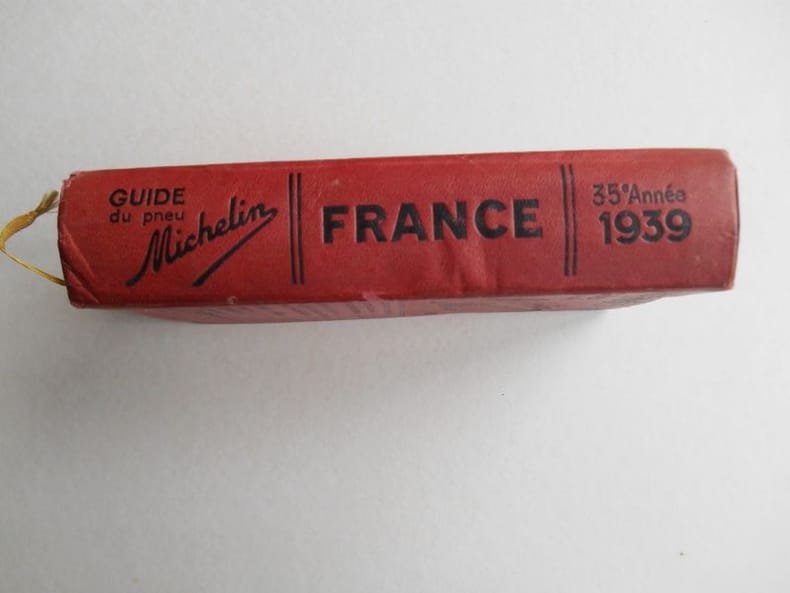 GUIDE
du pneu
Michelin
FRANCE
35e Année
1939